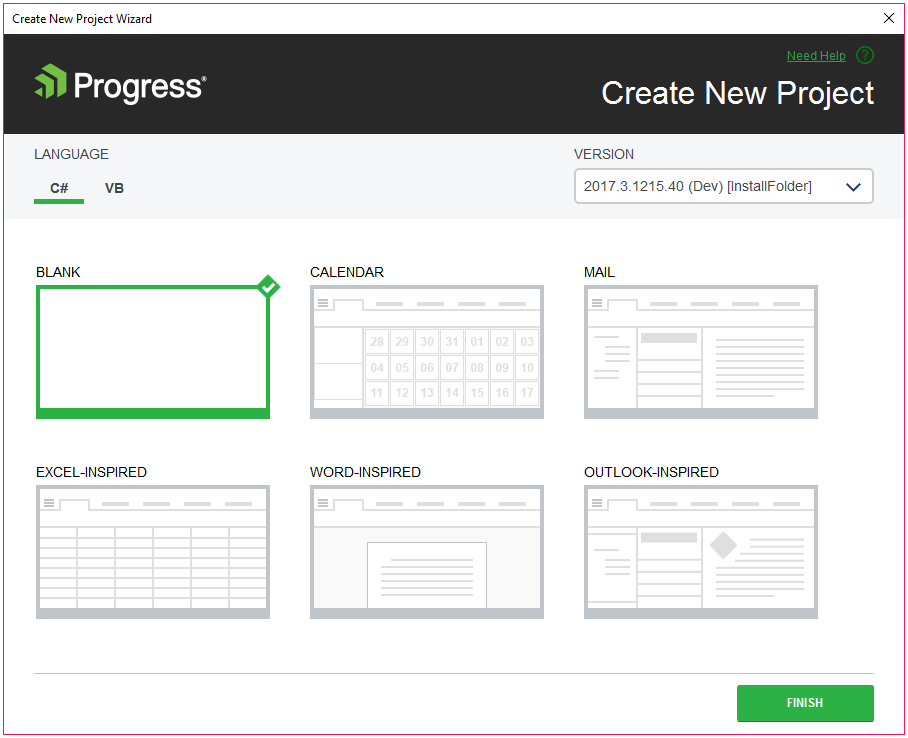 Create New Project Wizard
Need Help ?
Progress®
Create New Project
LANGUAGE
VERSION
C# VB
2017.3.1215.40 (Dev) [InstallFolder]
BLANK
CALENDAR
MAIL
28 29 30 31 01 02 03
04 05 06 07 08 09 10
11 12 13 14 15 16 17
EXCEL-INSPIRED
WORD-INSPIRED
OUTLOOK-INSPIRED
FINISH